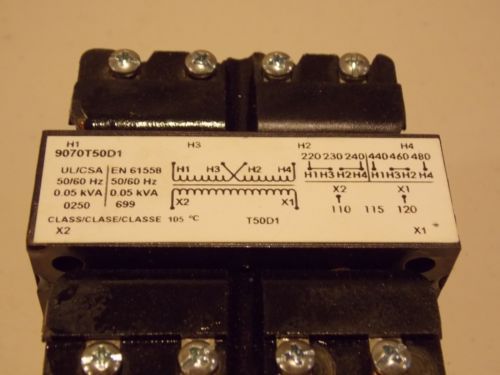 H1 H3 H2 H4
9070T50D1
UL/CSA EN 61558
50/60 Hz 50/60 Hz
0.05 kVA 0.05 kVA
0250 699
CLASS/CLASE/CLASSE 105 °C
H1 H3 H2 H4
X2 X1
T50D1
220 230 240 440 460 480
H1 H3 H2 H4 H1 H3 H2 H4
X2 X1
110 115 120
X2 X1